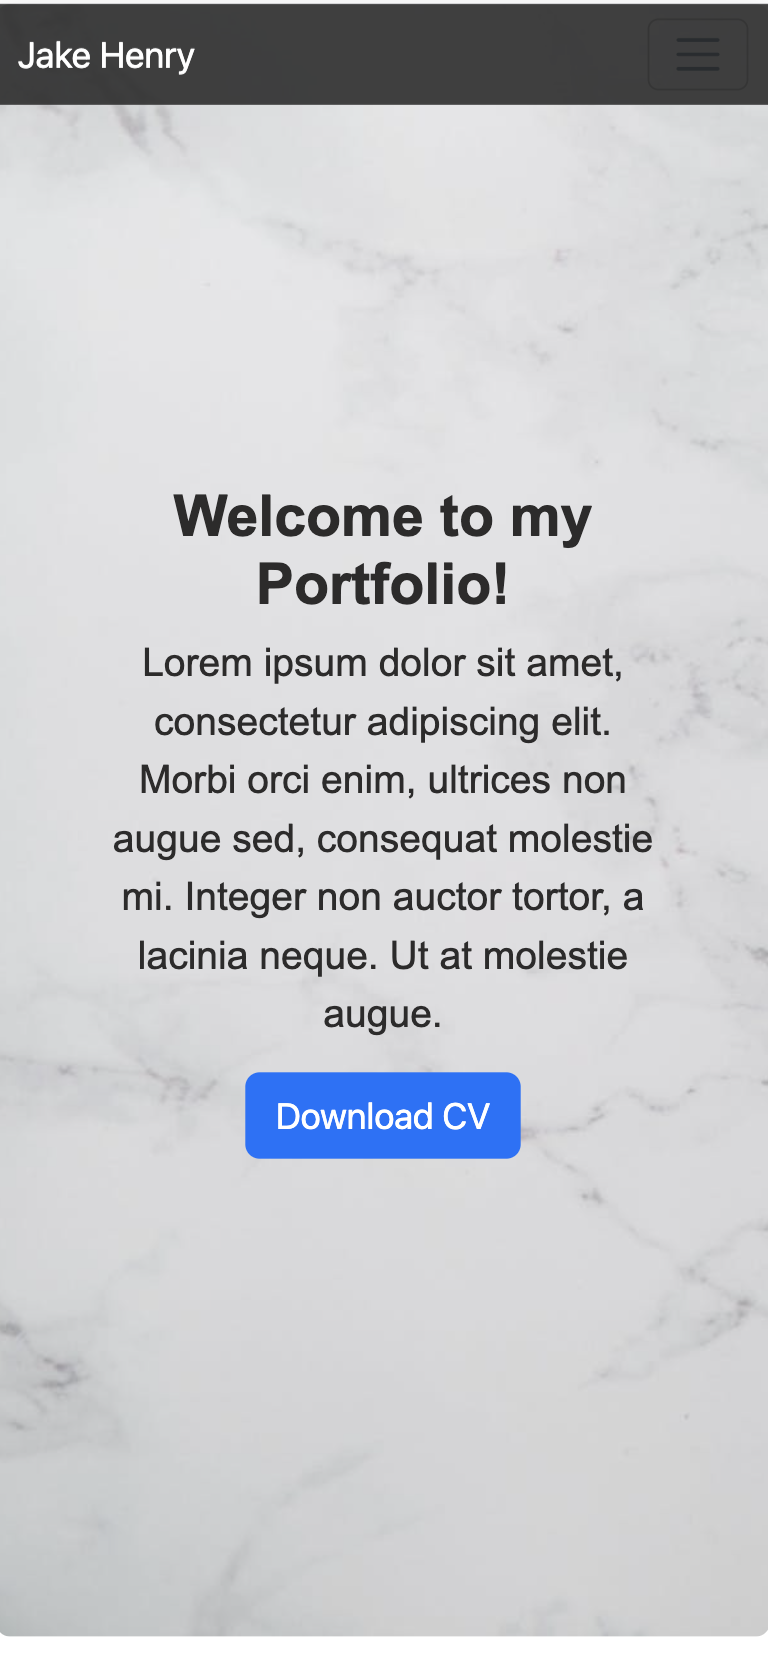 Jake Henry
Welcome to my
Portfolio!
Lorem ipsum dolor sit amet,
consectetur adipiscing elit.
Morbi orci enim, ultrices non
augue sed, consequat molestie
mi. Integer non auctor tortor, a
lacinia neque. Ut at molestie
augue.
Download CV